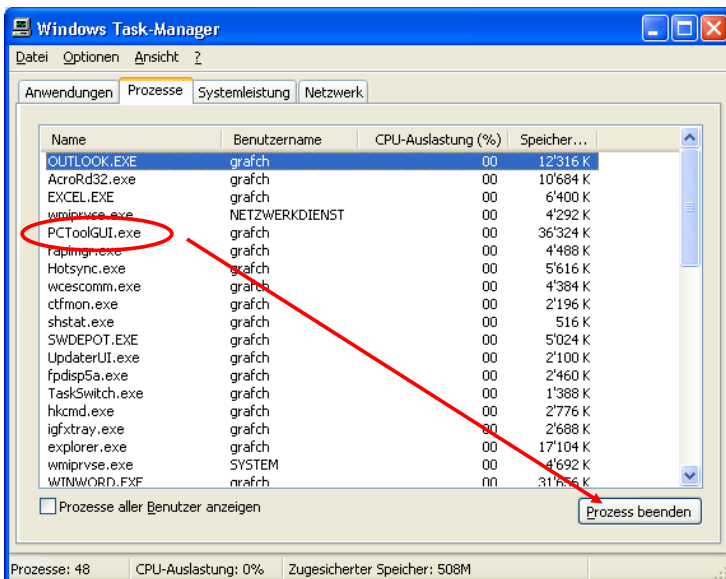 Windows Task-Manager
Datei Optionen Ansicht ?
Anwendungen Prozesse Systemleistung Netzwerk
Name Benutzername CPU-Auslastung (%) Speicher...
OUTLOOK.EXE grafch 00 12'316 K
AcroRd32.exe grafch 00 10'684 K
EXCEL.EXE grafch 00 6'400 K
wmiprvse.exe NETZWERKDIENST 00 4'292 K
PCToolGUI.exe grafch 00 36'324 K
rapimgr.exe grafch 00 4'488 K
Hotsync.exe grafch 00 5'616 K
wcescomm.exe grafch 00 4'384 K
ctfmon.exe grafch 00 2'196 K
shstat.exe grafch 00 516 K
SWDEPOT.EXE grafch 00 5'024 K
UpdaterUI.exe grafch 00 2'100 K
fpdisp5a.exe grafch 00 2'460 K
TaskSwitch.exe grafch 00 1'388 K
hkcmd.exe grafch 00 2'776 K
igfxtray.exe grafch 00 2'688 K
explorer.exe grafch 00 17'104 K
wmiprvse.exe SYSTEM 00 4'692 K
WINWORD.EXE grafch 00 31'656 K
Prozesse aller Benutzer anzeigen
Prozess beenden
Prozesse: 48 CPU-Auslastung: 0% Zugesicherter Speicher: 508M